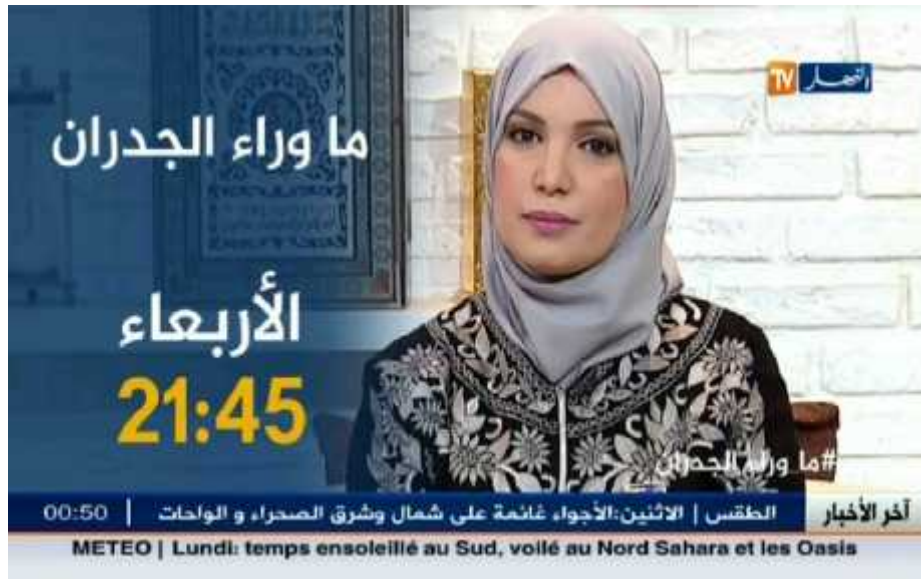 النهار TV
ما وراء الجدران
الأربعاء
21:45
#ما وراء الجدران
آخر الأخبار
الطقس | الاثنين:الأجواء غائمة على شمال وشرق الصحراء و الواحات | 00:50
METEO | Lundi: temps ensoleillé au Sud, voilé au Nord Sahara et les Oasis